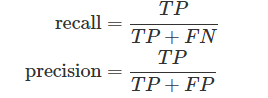 recall = TP / TP + FN
precision = TP / TP + FP